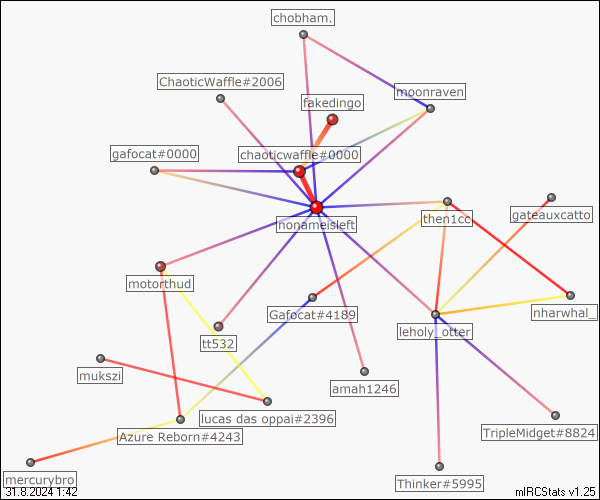 chobham.
ChaoticWaffle#2006
moonraven
fakedingo
gafocat#0000
chaoticwaffle#0000
then1cc
gateauxcatto
nonameisleft
motorthud
Gafocat#4189
nharwhal_
leholy_otter
tt532
mukszi
amah1246
lucas das oppai#2396
Azure Reborn#4243
TripleMidget#8824
mercurybro
Thinker#5995
31.8.2024 1:42
mIRCStats v1.25